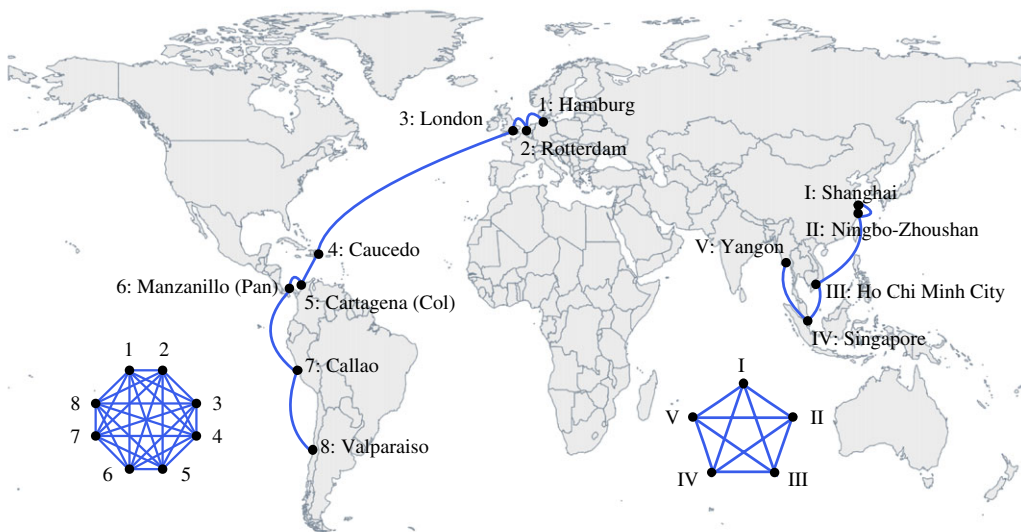 1: Hamburg
3: London
2: Rotterdam
I: Shanghai
II: Ningbo-Zhoushan
V: Yangon
4: Caucedo
6: Manzanillo (Pan)
III: Ho Chi Minh City
5: Cartagena (Col)
IV: Singapore
7: Callao
8: Valparaiso
1 2
8 3
7 4
6 5
I
V II
IV III